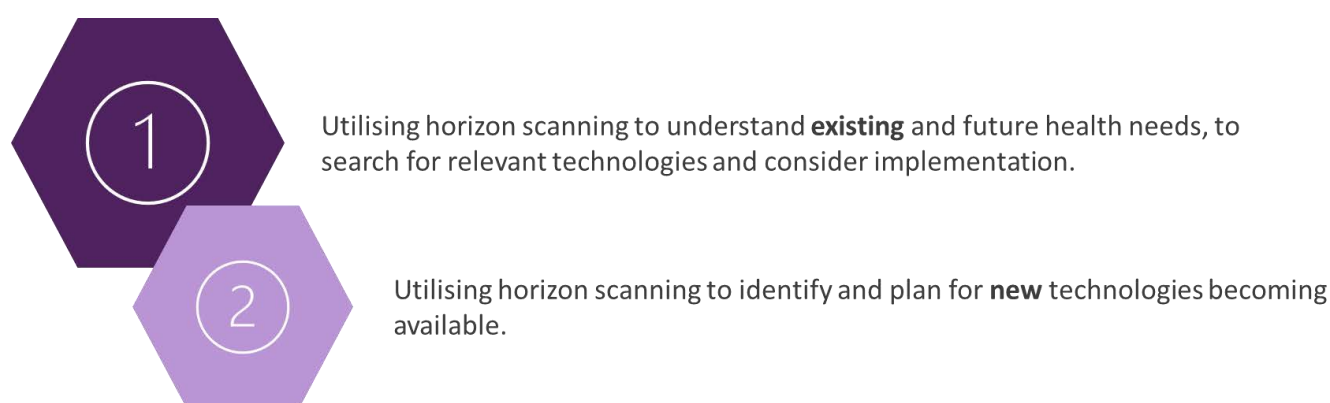 1
Utilising horizon scanning to understand existing and future health needs, to
search for relevant technologies and consider implementation.
2
Utilising horizon scanning to identify and plan for new technologies becoming
available.